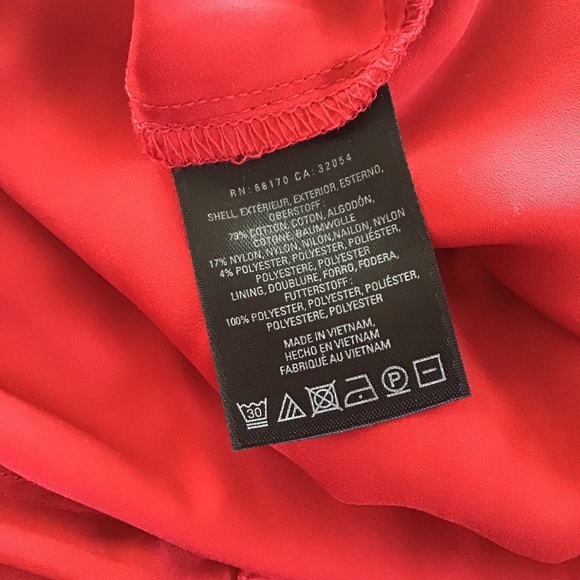 RN: 66170 CA: 32054
SHELL, EXTÉRIEUR, EXTERIOR, ESTERNO,
OBERSTOFF:
79% COTTON, COTON, ALGODÓN,
COTONE, BAUMWOLLE
17% NYLON, NYLON, NILON,NAILON, NYLON
4% POLYESTER, POLYESTER, POLIÉSTER,
POLYESTERE, POLYESTER
LINING, DOUBLURE, FORRO, FODERA,
FUTTERSTOFF:
100% POLYESTER, POLYESTER, POLIÉSTER,
POLYESTERE, POLYESTER
MADE IN VIETNAM,
HECHO EN VIETNAM
FABRIQUÉ AU VIETNAM
30 P